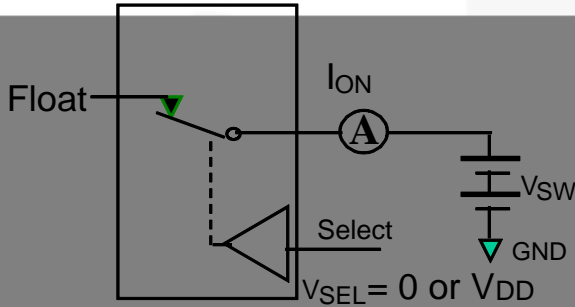 ION
Float
A
VSW
Select
GND
VSEL= 0 or VDD